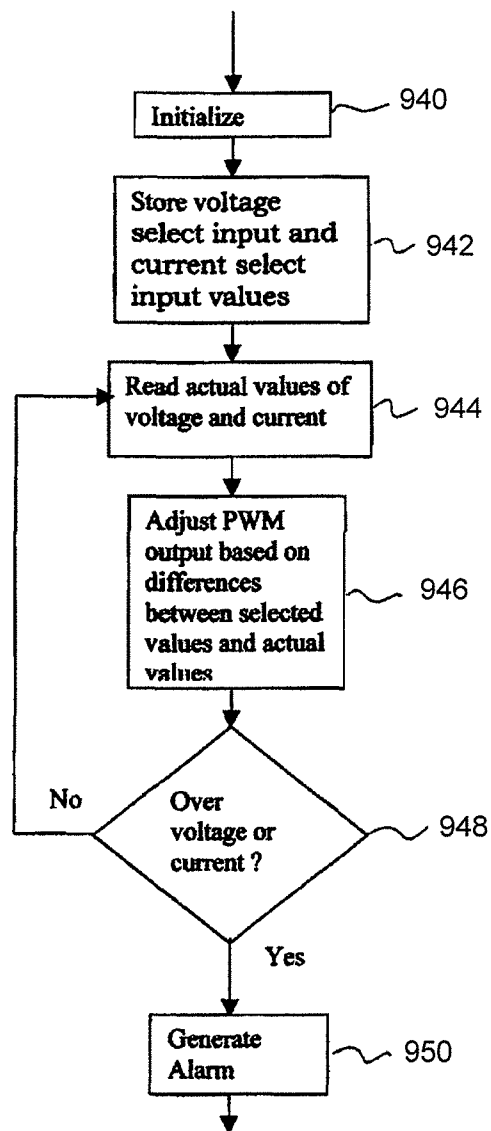 Initialize
940
Store voltage
select input and
current select
input values
942
Read actual values of
voltage and current
944
Adjust PWM
output based on
differences
between selected
values and actual
values
946
No
Over
voltage or
current ?
948
Yes
Generate
Alarm
950